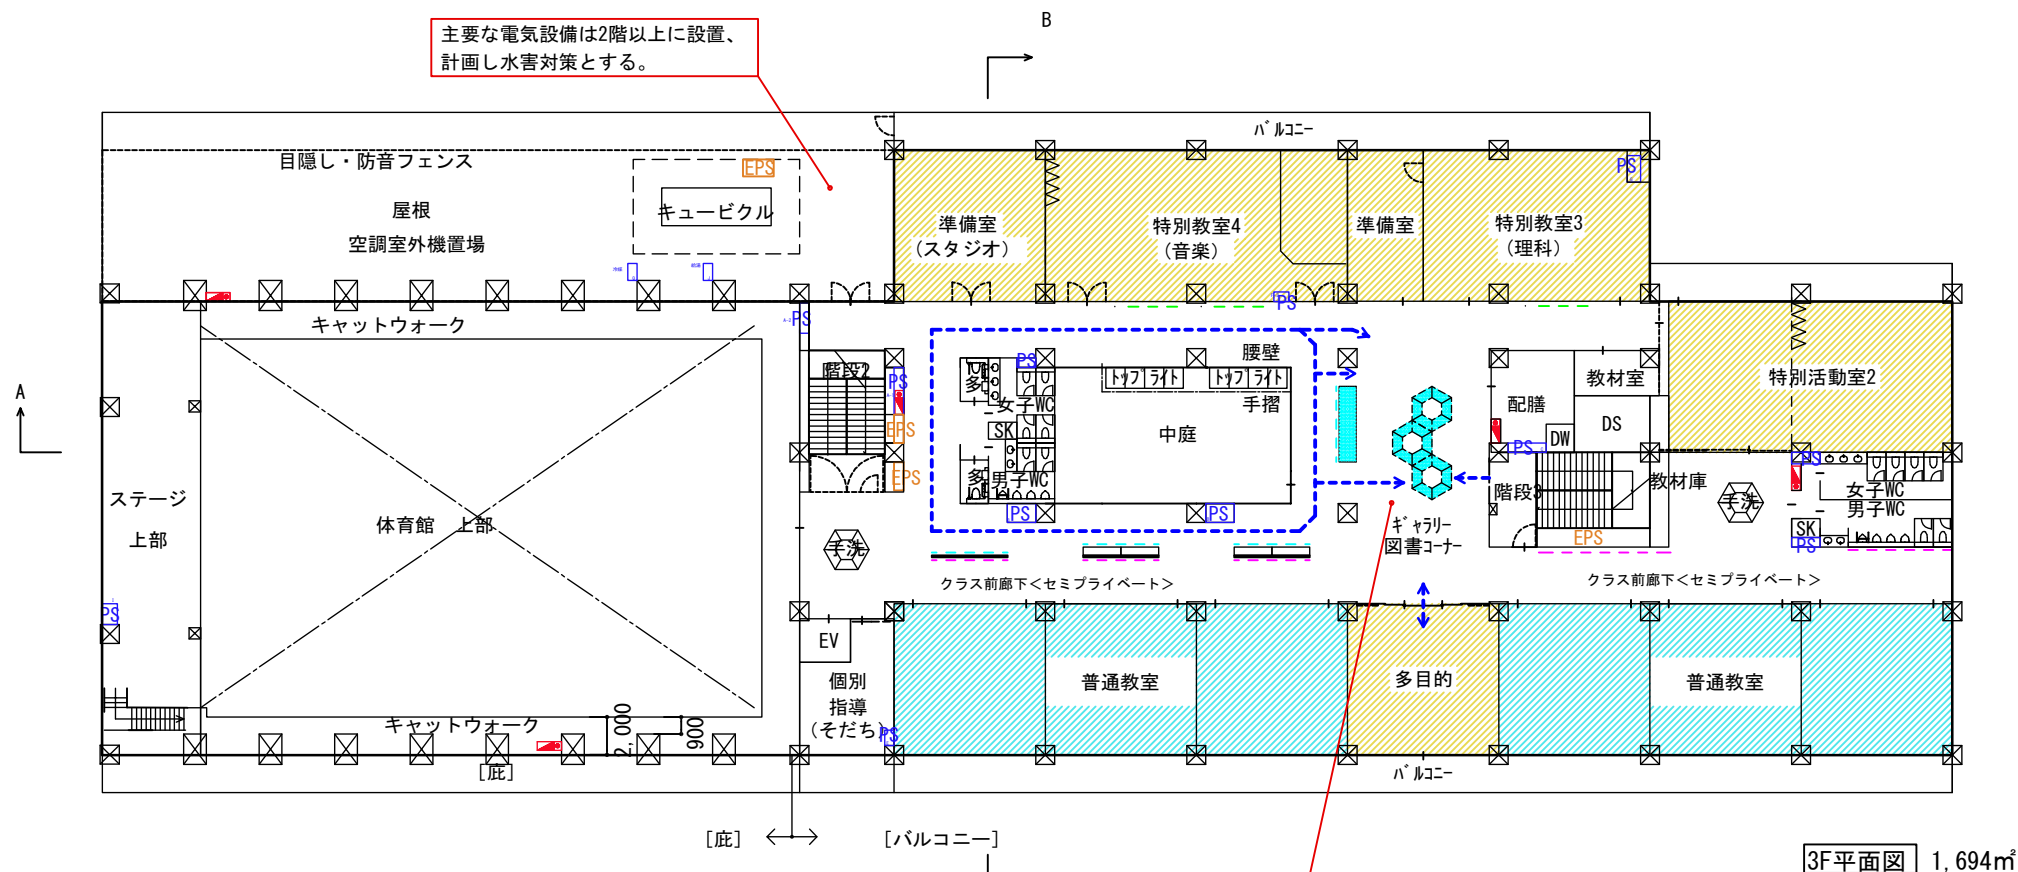 B
主要な電気設備は2階以上に設置、
計画し水害対策とする。
バルコニー
目隠し・防音フェンス
EPS
PS
屋根
キュービクル
空調室外機置場
準備室
(スタジオ)
特別教室4
(音楽)
準備室
特別教室3
(理科)
PS
キャットウォーク
PS
腰壁
階段2
PS
PS
多
トップライト
トップライト
教材室
特別活動室2
A
女子WC
手摺
配膳
EPS
SK
中庭
DW
DS
PS
PS
EPS
多
男子WC
階段3
教材庫
女子WC
ステージ
手洗
男子WC
PS
PS
体育館 上部
ギャラリー
SK
上部
EPS
手洗
図書コーナー
PS
クラス前廊下<セミプライベート>
クラス前廊下<セミプライベート>
PS
EV
個別
指導
(そだち)
普通教室
多目的
普通教室
キャットウォーク
2,000
900
PS
[庇]
バルコニー
[庇]
[バルコニー]
3F平面図 1,694㎡